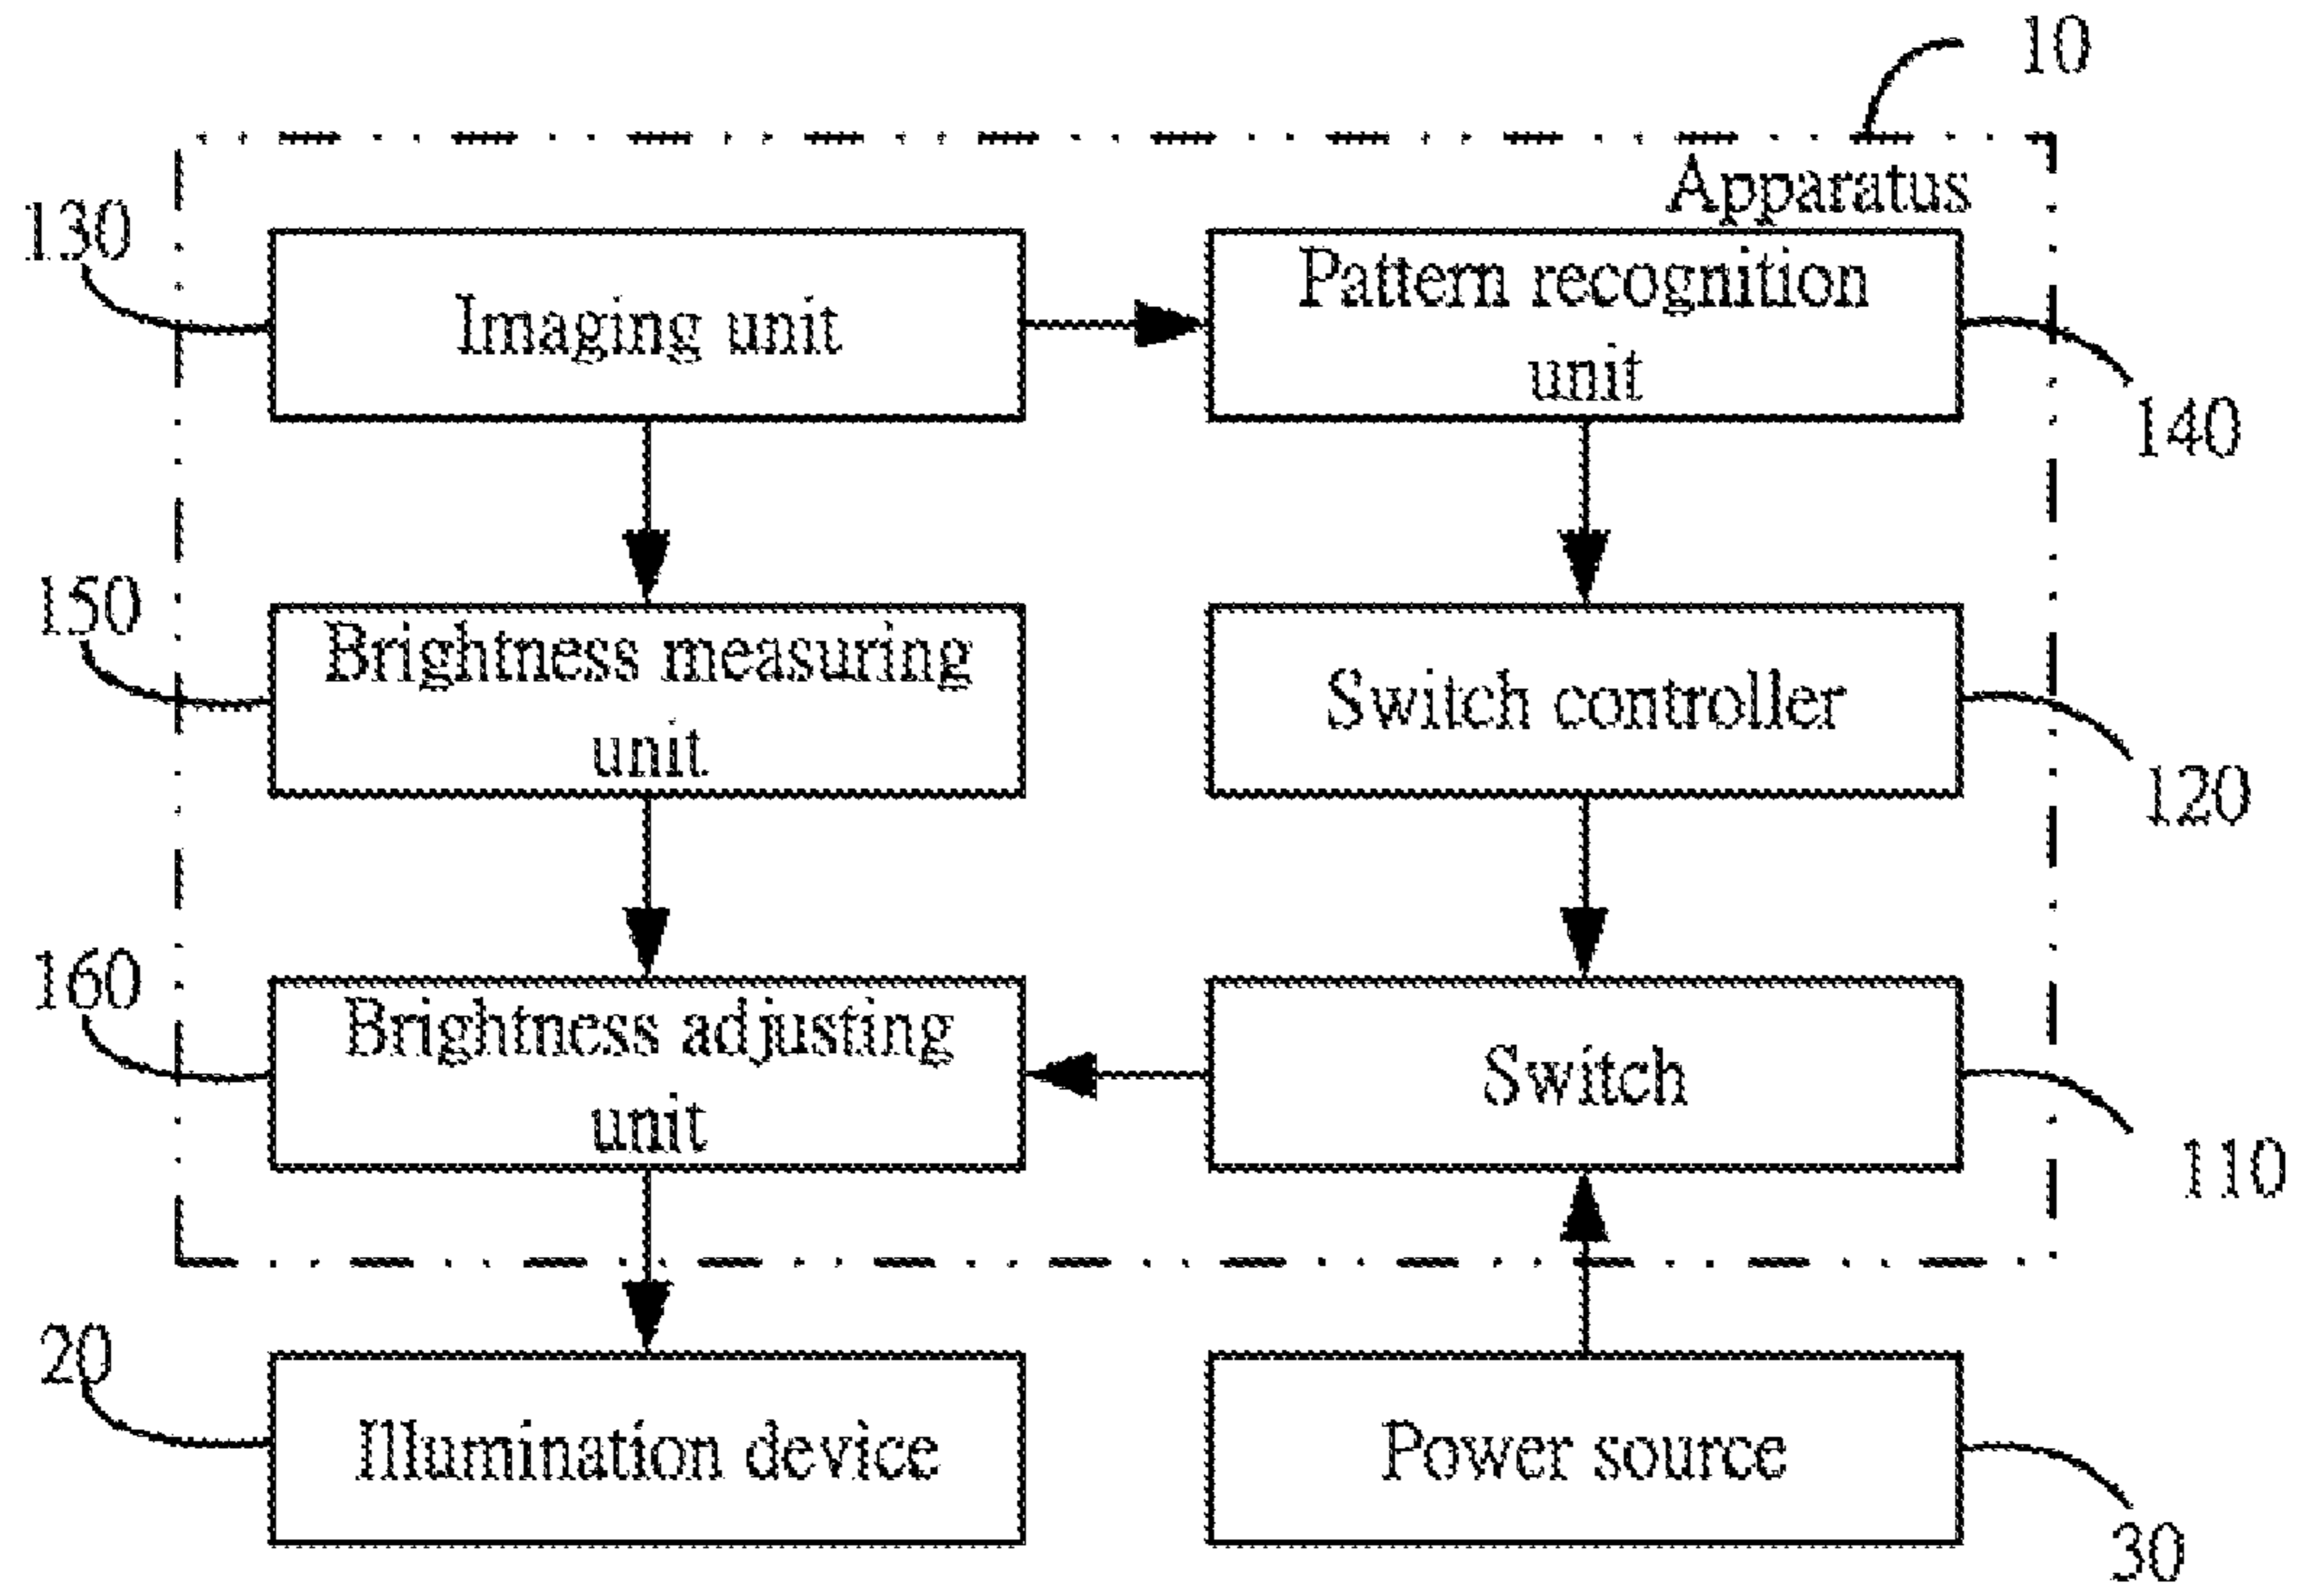 10
Apparatus
130
Imaging unit
Pattern recognition
unit
140
150
Brightness measuring
unit
Switch controller
120
160
Brightness adjusting
unit
Switch
110
20
Illumination device
Power source
30